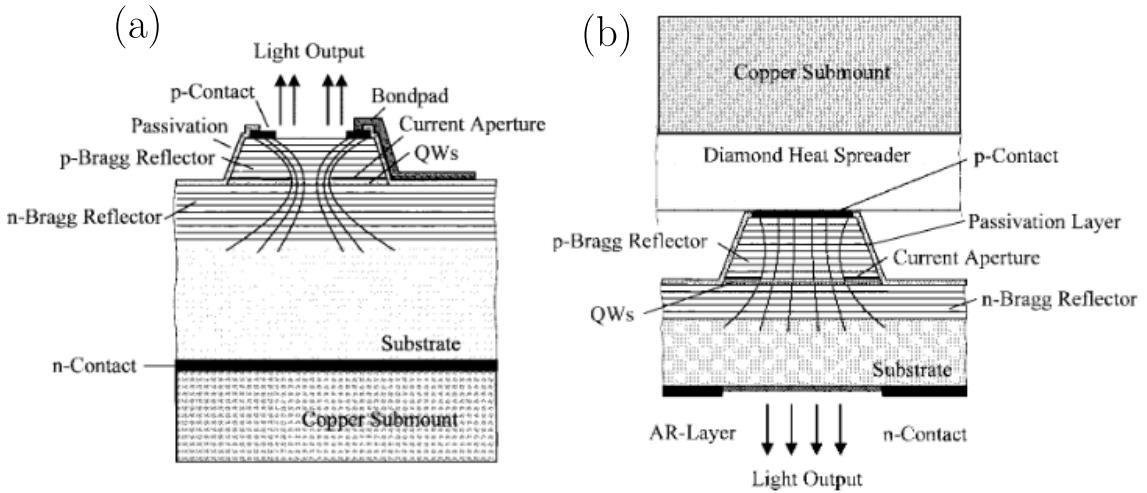 (a)
Light Output
p-Contact
Bondpad
Passivation
Current Aperture
p-Bragg Reflector
QWs
n-Bragg Reflector
Substrate
n-Contact
Copper Submount
(b)
Copper Submount
Diamond Heat Spreader
p-Contact
Passivation Layer
p-Bragg Reflector
Current Aperture
QWs
n-Bragg Reflector
Substrate
AR-Layer
n-Contact
Light Output